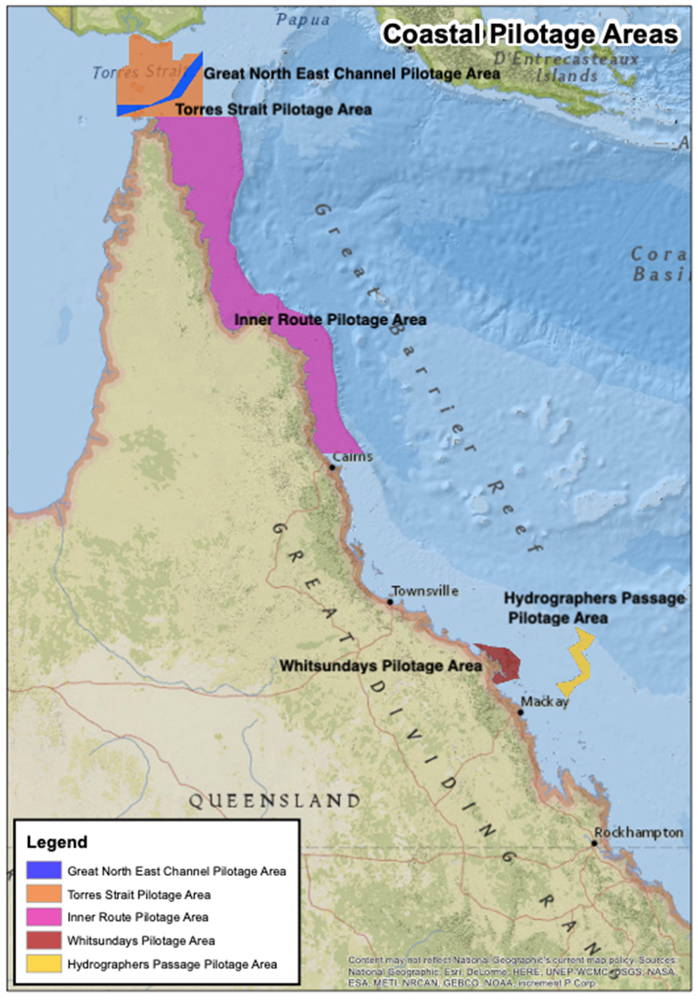 Papua
Coastal Pilotage Areas
D'Entrecasteaux
Islands
Torres Strait
Great North East Channel Pilotage Area
Torres Strait Pilotage Area
Great Barrier Reef
Cora
Basi
Inner Route Pilotage Area
Cairns
GREAT DIVIDING RANG
Townsville
Hydrographers Passage
Pilotage Area
Whitsundays Pilotage Area
Mackay
QUEENSLAND
Rockhampton
Legend
Great North East Channel Pilotage Area
Torres Strait Pilotage Area
Inner Route Pilotage Area
Whitsundays Pilotage Area
Hydrographers Passage Pilotage Area
Content may not reflect National Geographic's current map policy. Sources:
National Geographic, Esri, DeLorme, HERE, UNEP-WCMC, USGS, NASA,
ESA, METI, NRCAN, GEBCO, NOAA, increment P Corp.